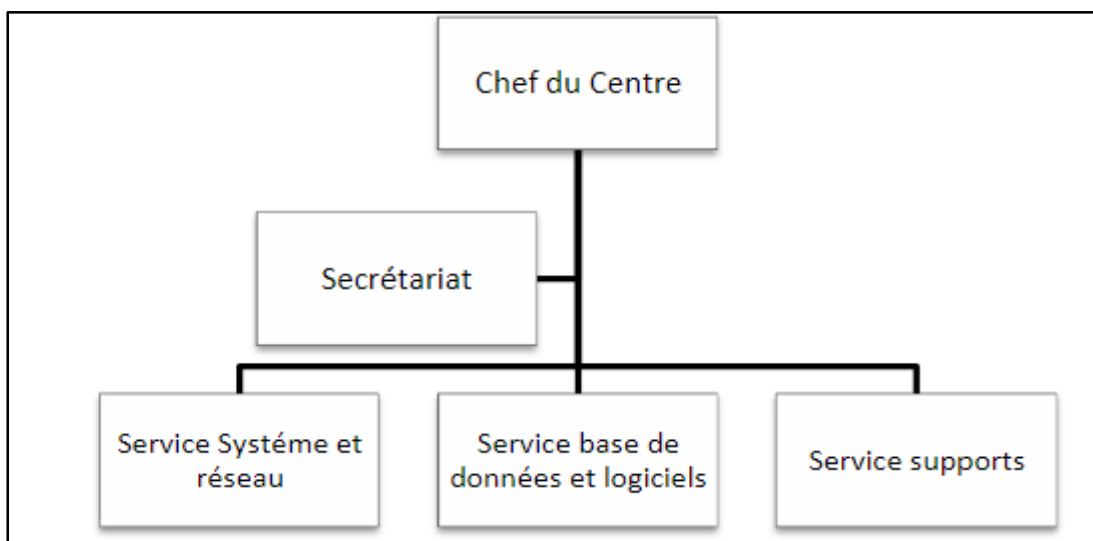 Chef du Centre
Secrétariat
Service Systéme et
réseau
Service base de
données et logiciels
Service supports